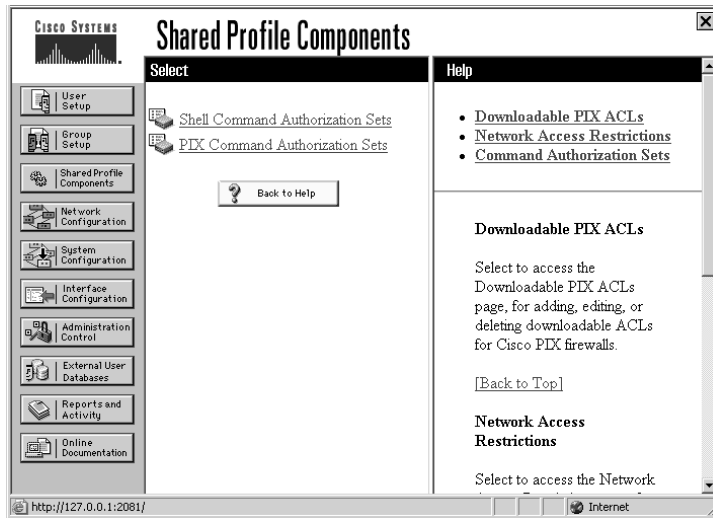 CISCO SYSTEMS
Shared Profile Components
Select
User
Setup
Group
Setup
Shared Profile
Components
Network
Configuration
System
Configuration
Interface
Configuration
Administration
Control
External User
Databases
Reports and
Activity
Online
Documentation
Shell Command Authorization Sets
PIX Command Authorization Sets
? Back to Help
Help
• Downloadable PIX ACLs
• Network Access Restrictions
• Command Authorization Sets
Downloadable PIX ACLs
Select to access the
Downloadable PIX ACLs
page, for adding, editing, or
deleting downloadable ACLs
for Cisco PIX firewalls.
[Back to Top]
Network Access
Restrictions
Select to access the Network
http://127.0.0.1:2081/
Internet